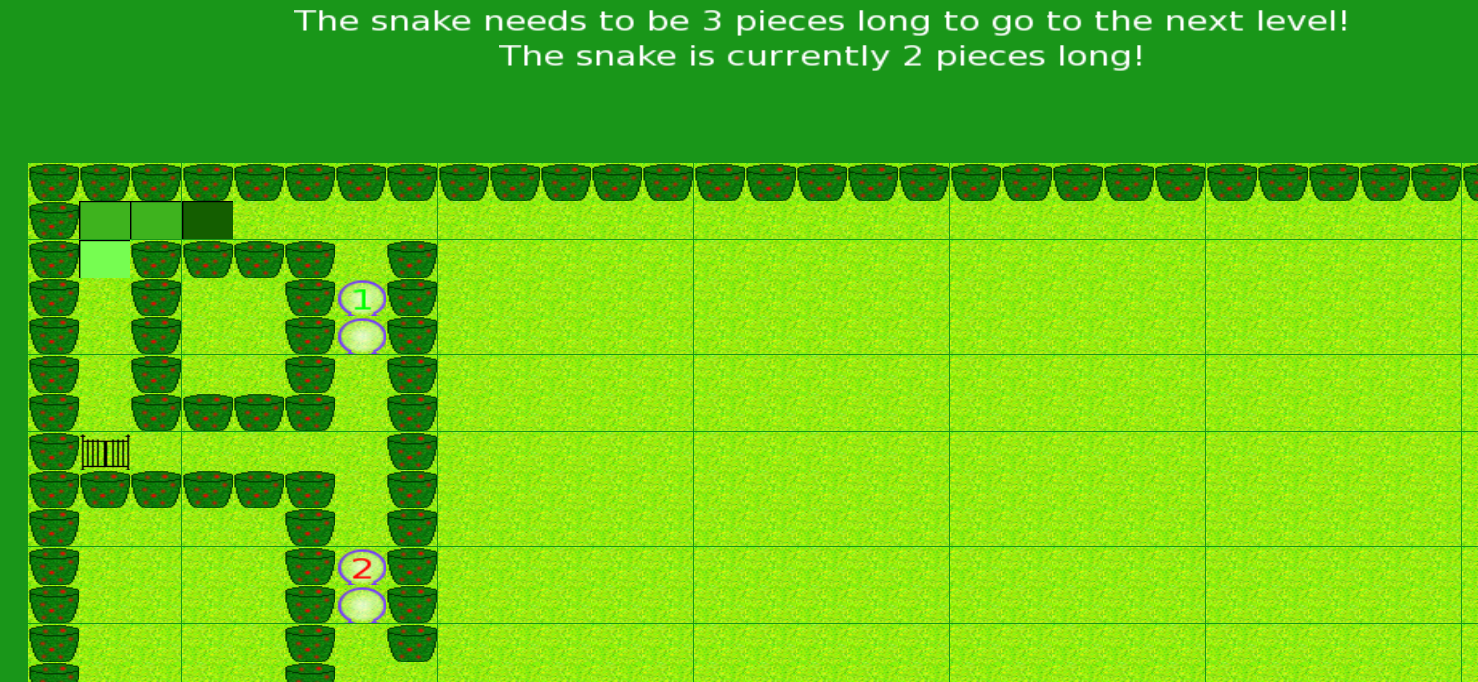 The snake needs to be 3 pieces long to go to the next level!
The snake is currently 2 pieces long!
1
2